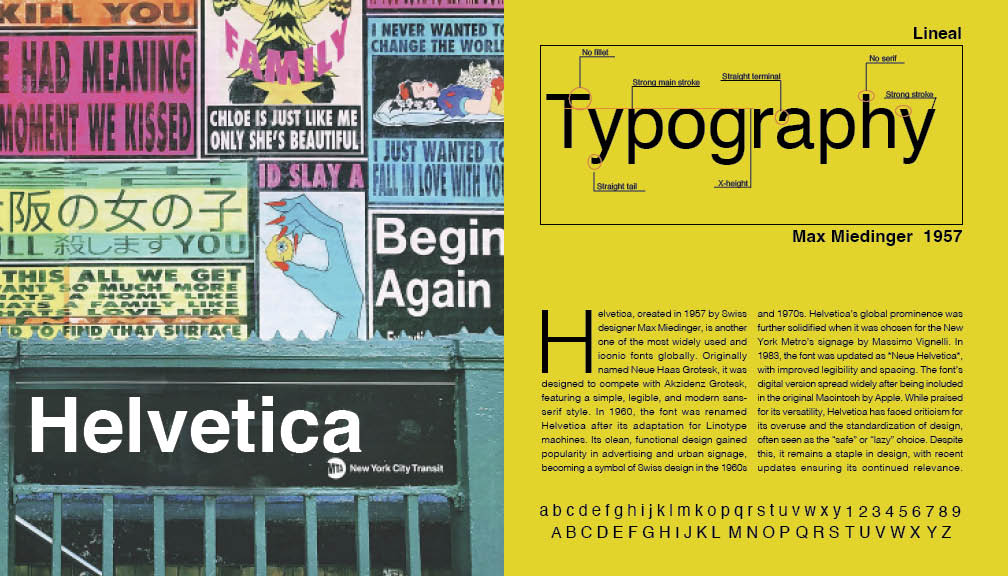 KILL YOU
FAMILY
CHLOE IS JUST LIKE ME
ONLY SHE'S BEAUTIFUL
I NEVER WANTED TO
CHANGE THE WORL
E HAD MEANING
MOMENT WE KISSED
I JUST WANTED TO
FALL IN LOVE WITH YOU
阪の女の子
ILL 殺します YOU
ID SLAY A
Begin
Again
THIS ALL WE GET
ANT SO MUCH MORE
HATS A HOME LIKE
HATS A FAMILY LIKE
HATS LOVE LIKE
D TO FIND THAT SURFACE
Helvetica
MTA New York City Transit
Lineal
No fillet
Strong main stroke
Straight terminal
No serif
Strong stroke
Typography
Straight tail
X-height
Max Miedinger 1957
Helvetica, created in 1957 by Swiss
designer Max Miedinger, is another
one of the most widely used and
iconic fonts globally. Originally
named Neue Haas Grotesk, it was
designed to compete with Akzidenz Grotesk,
featuring a simple, legible, and modern sans-
serif style. In 1960, the font was renamed
Helvetica after its adaptation for Linotype
machines. Its clean, functional design gained
popularity in advertising and urban signage,
becoming a symbol of Swiss design in the 1960s
and 1970s. Helvetica's global prominence was
further solidified when it was chosen for the New
York Metro's signage by Massimo Vignelli. In
1983, the font was updated as "Neue Helvetica",
with improved legibility and spacing. The font's
digital version spread widely after being included
in the original Macintosh by Apple. While praised
for its versatility, Helvetica has faced criticism for
its overuse and the standardization of design,
often seen as the "safe" or "lazy" choice. Despite
this, it remains a staple in design, with recent
updates ensuring its continued relevance.
a b c d e f g h i j k l m k o p q r s t u v w x y 1 2 3 4 5 6 7 8 9
A B C D E F G H I J K L M N O P Q R S T U V W X Y Z